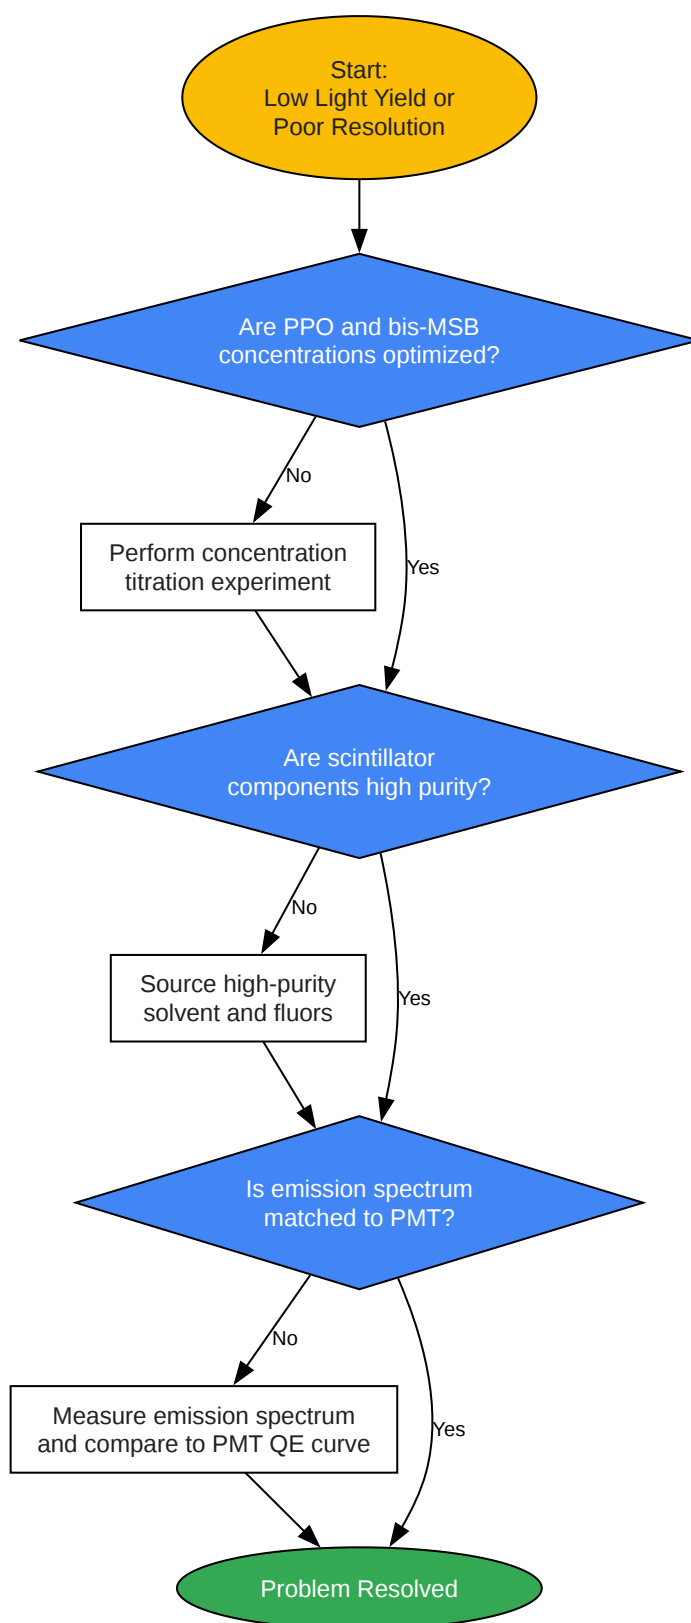 Start:
Low Light Yield or
Poor Resolution
Are PPO and bis-MSB
concentrations optimized?
No
Yes
Perform concentration
titration experiment
Are scintillator
components high purity?
No
Yes
Source high-purity
solvent and fluors
Is emission spectrum
matched to PMT?
No
Yes
Measure emission spectrum
and compare to PMT QE curve
Problem Resolved